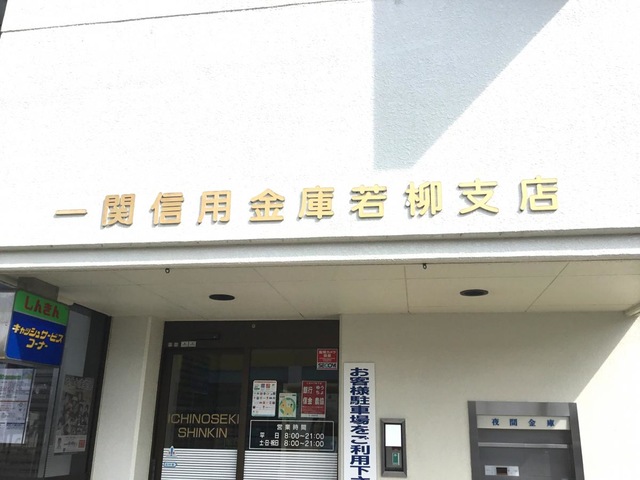 一関信用金庫若柳支店
しんきん
キャッシュサービス
コーナー
ICHINOSEKI
SHINKIN
営業時間
平日 8:00〜21:00
土・日・祝日 8:00〜21:00
お客様駐車場をご利用下
夜間金庫